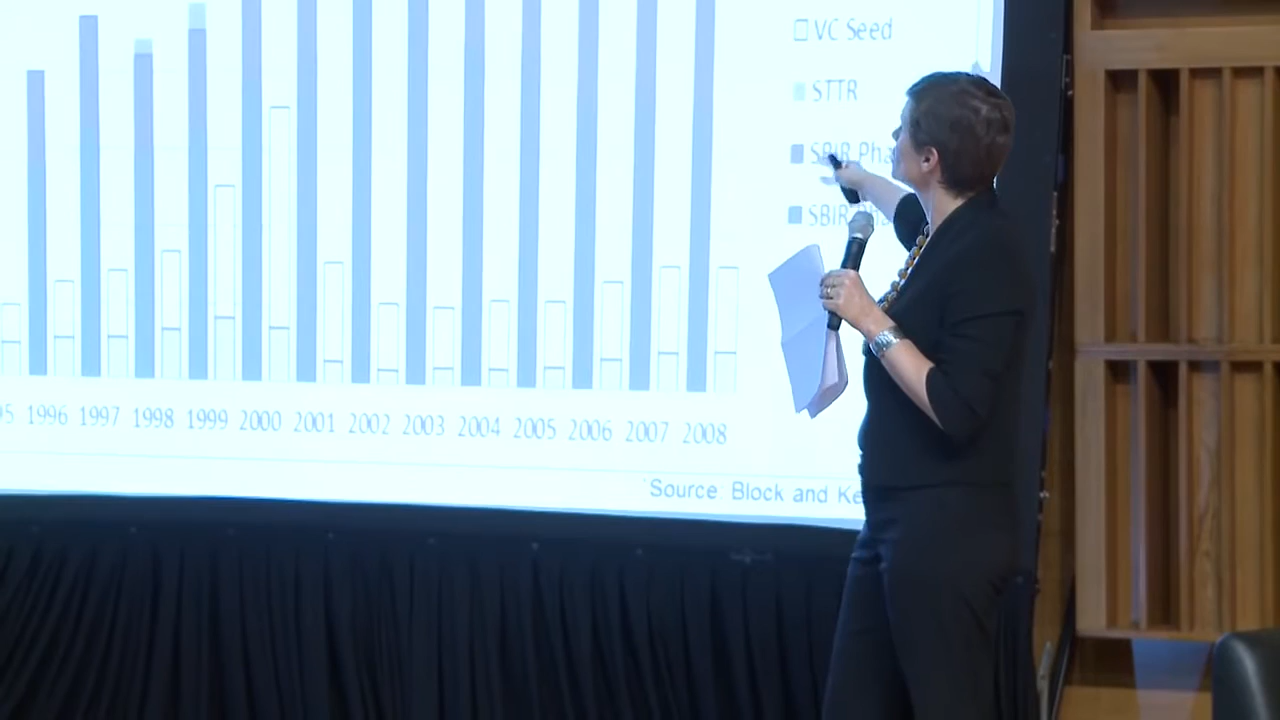 VC Seed
STTR
SBIR Pha
SBIR
1996 1997 1998 1999 2000 2001 2002 2003 2004 2005 2006 2007 2008
Source: Block and Ke